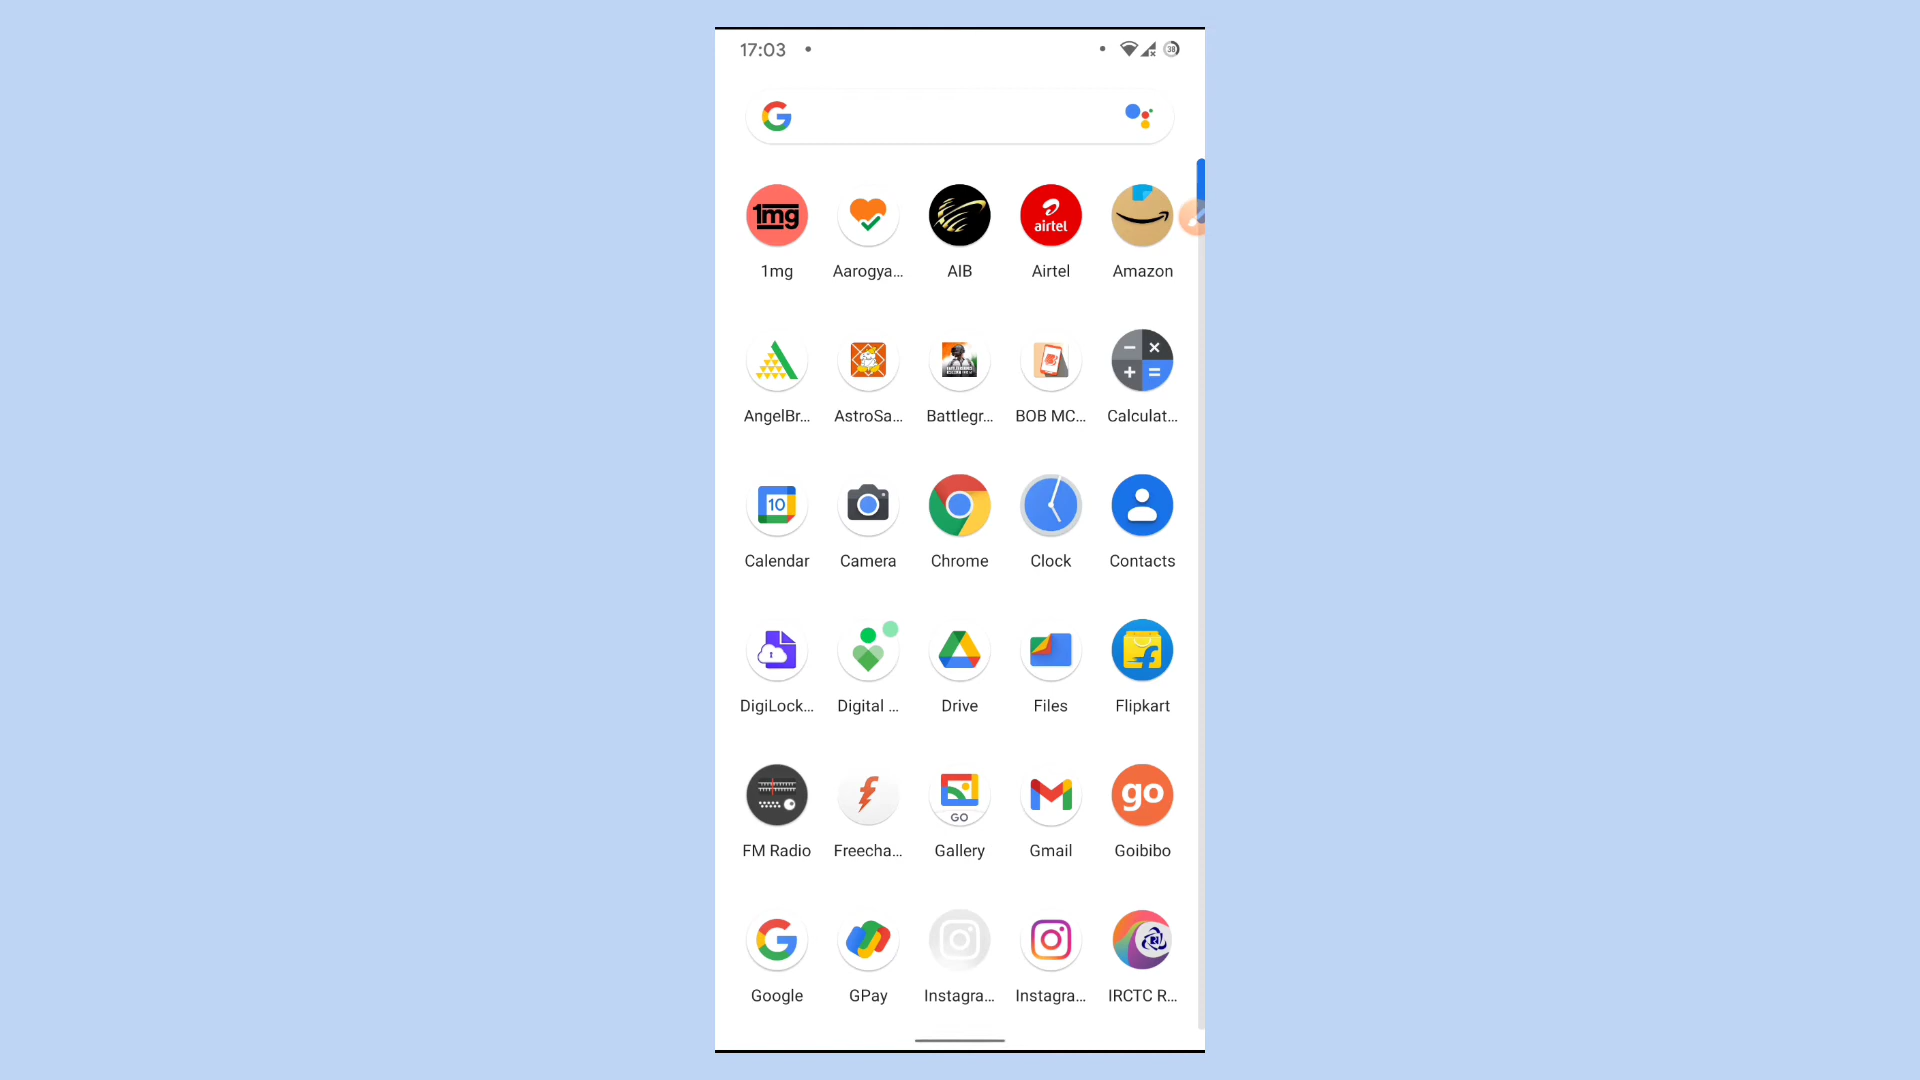 17:03
38
1mg
airtel
1mg
Aarogya...
AIB
Airtel
Amazon
AngelBr...
AstroSa...
Battlegr...
BOB MC...
Calculat...
10
Calendar
Camera
Chrome
Clock
Contacts
DigiLock...
Digital ...
Drive
Files
Flipkart
GO
go
FM Radio
Freecha...
Gallery
Gmail
Goibibo
Google
GPay
Instagra...
Instagra...
IRCTC R...